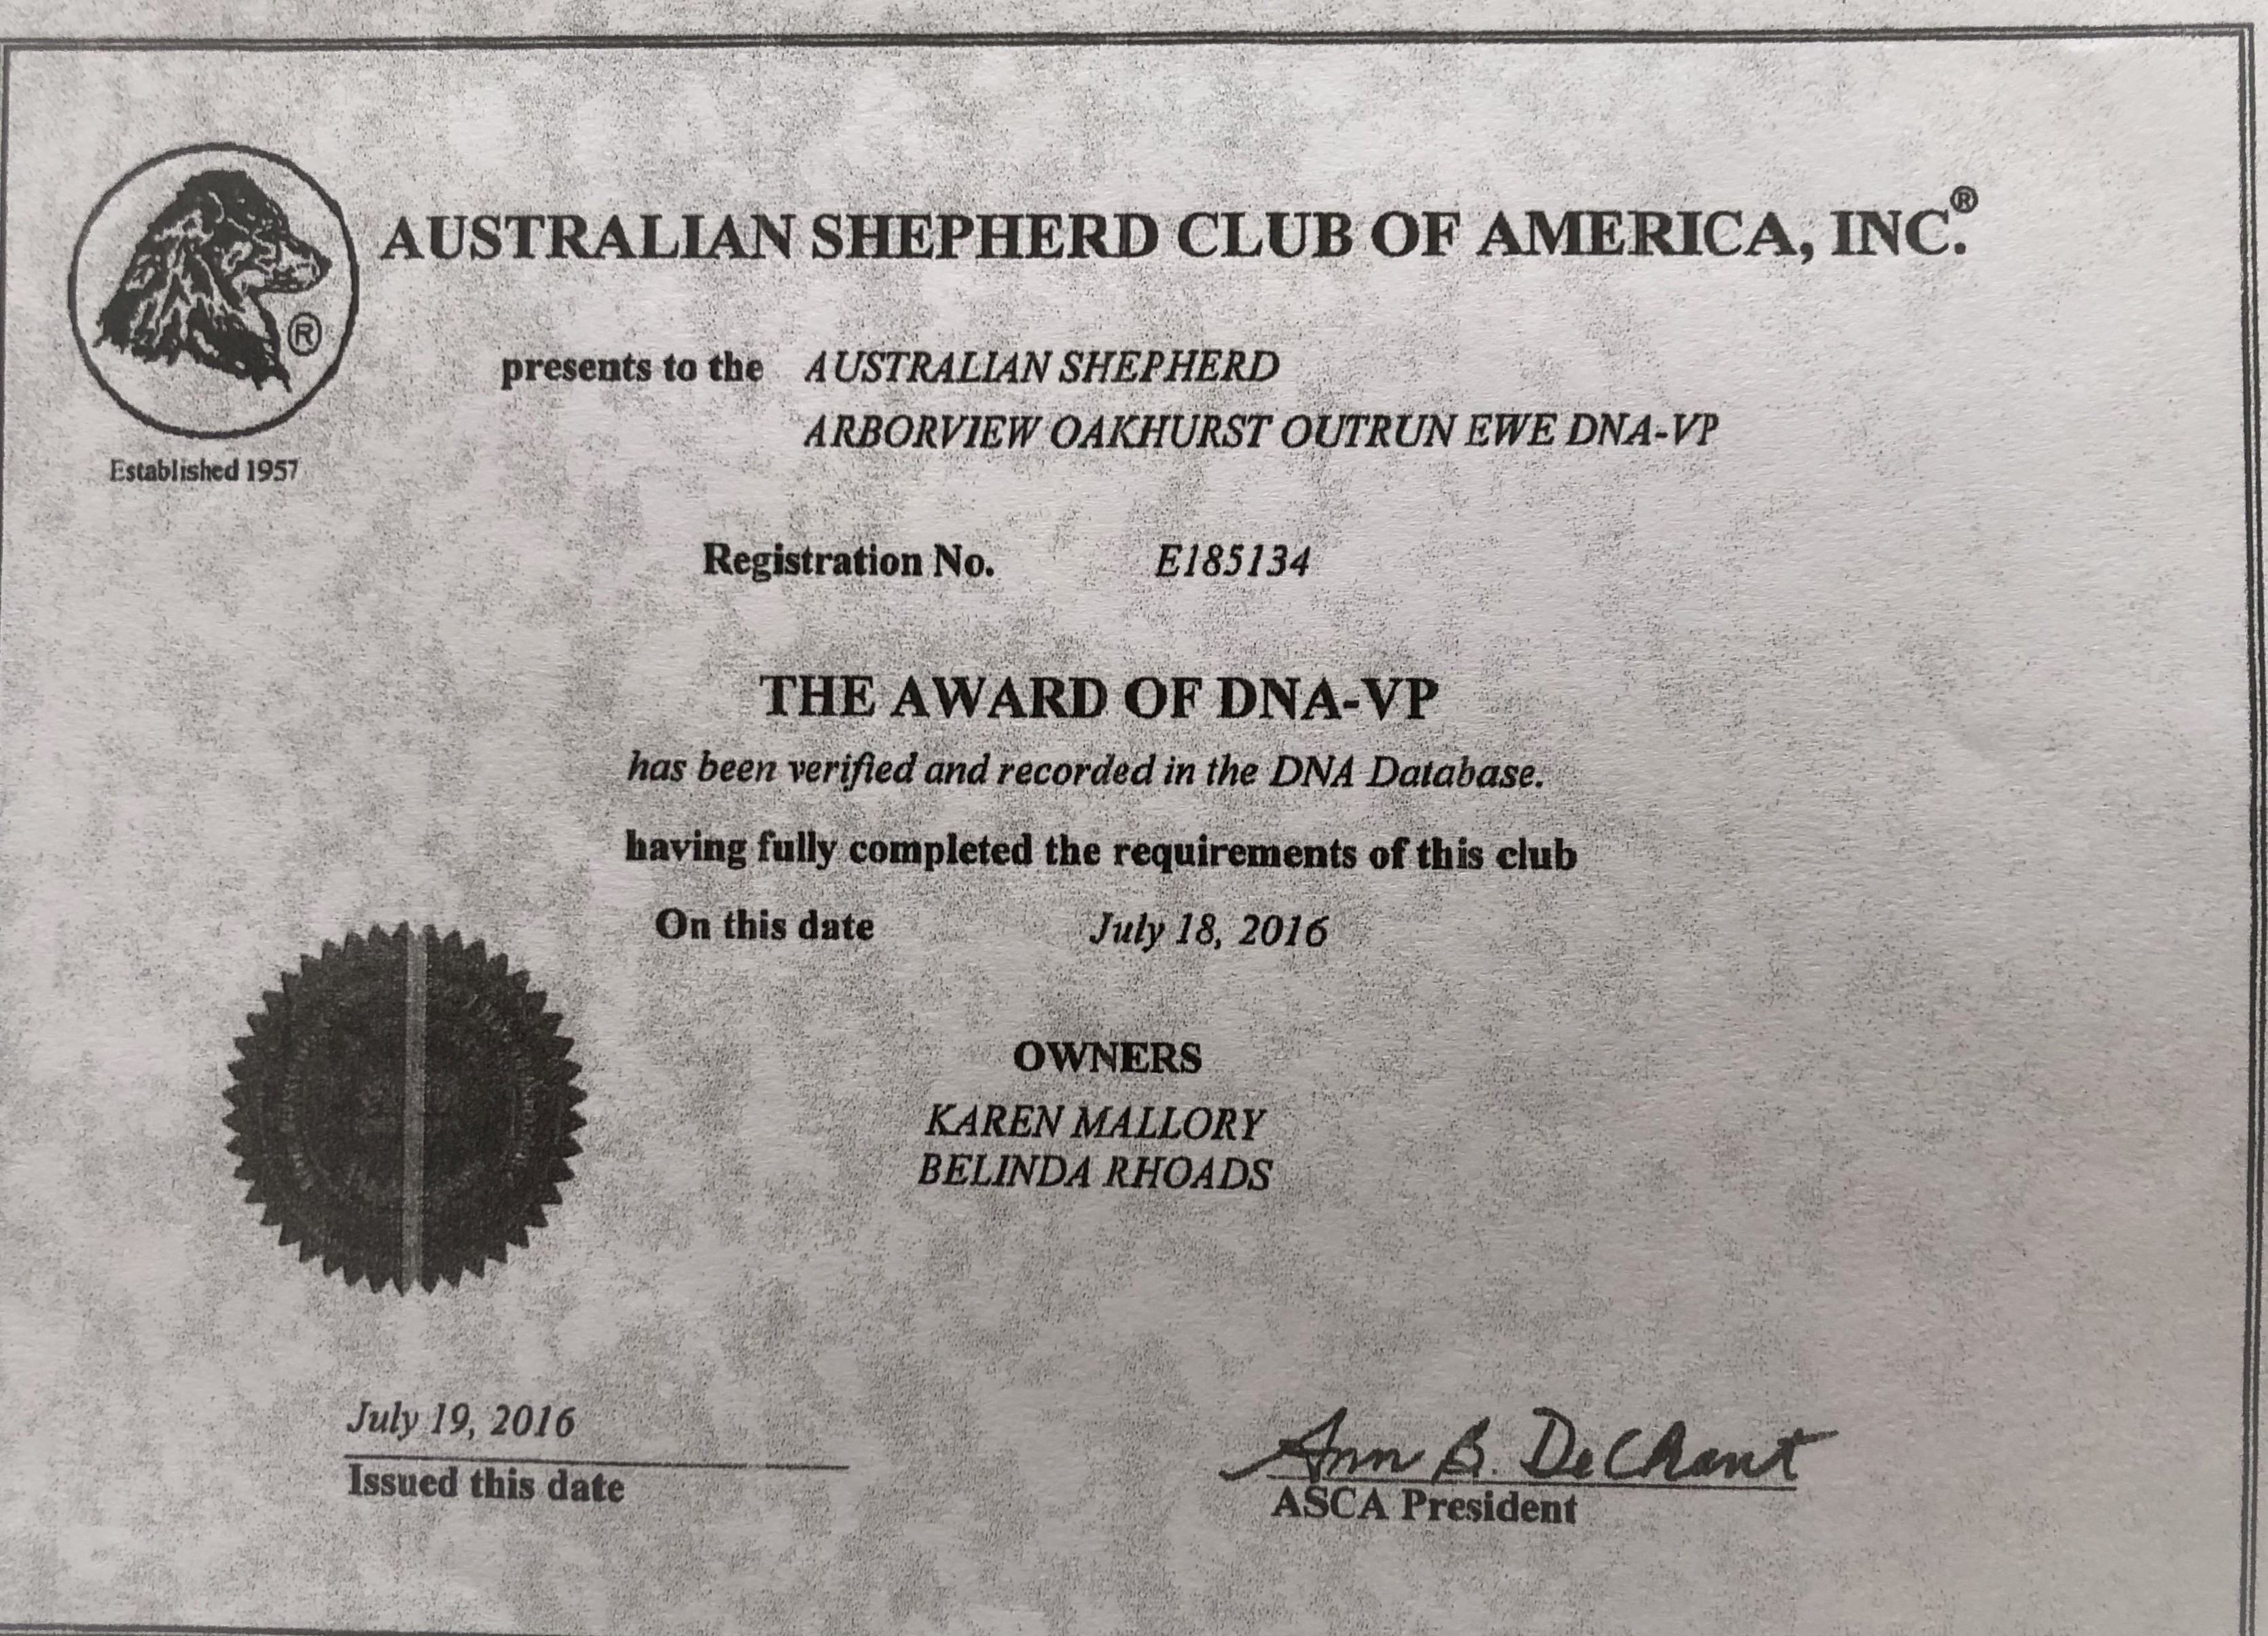 AUSTRALIAN SHEPHERD CLUB OF AMERICA, INC.®
®
Established 1957
presents to the AUSTRALIAN SHEPHERD
ARBORVIEW OAKHURST OUTRUN EWE DNA-VP
Registration No. E185134
THE AWARD OF DNA-VP
has been verified and recorded in the DNA Database.
having fully completed the requirements of this club
On this date July 18, 2016
OWNERS
KAREN MALLORY
BELINDA RHOADS
July 19, 2016
Issued this date
Ann B. DeChant
ASCA President